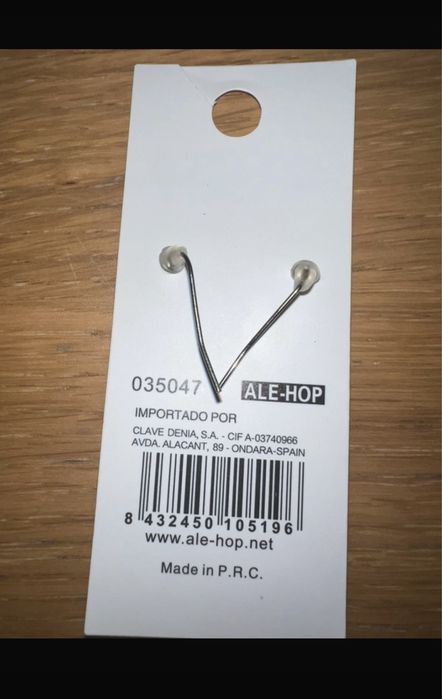 035047 ALE-HOP
IMPORTADO POR
CLAVE DENIA, S.A. - CIF A-03740966
AVDA. ALACANT, 89 - ONDARA-SPAIN
8 432450 105196
www.ale-hop.net
Made in P.R.C.